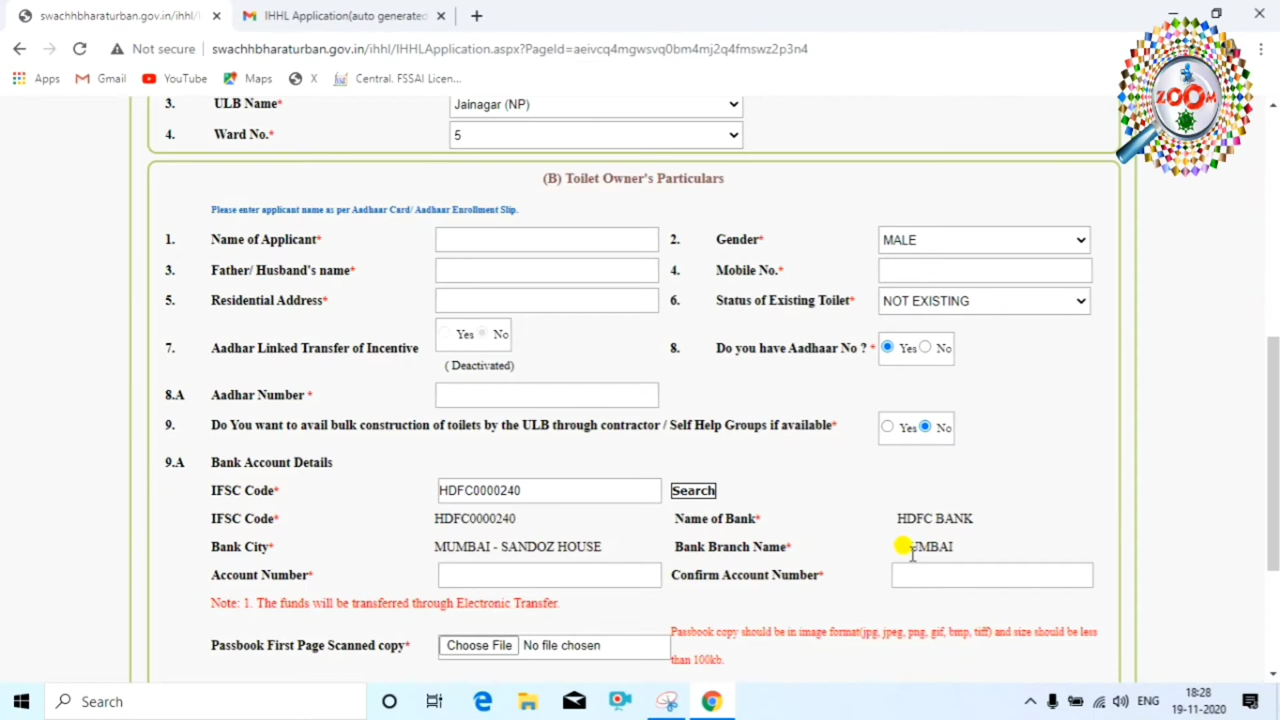 swachhbharaturban.gov.in/ihhl/I
IHHL Application(auto generated
Not secure swachhbharaturban.gov.in/ihhl/IHHLApplication.aspx?PageId=aeivcq4mgwsvq0bm4mj2q4fmswz2p3n4
Apps Gmail YouTube Maps X Central. FSSAI Licen...
ZOOM
3. ULB Name* Jainagar (NP)
4. Ward No.* 5
(B) Toilet Owner's Particulars
Please enter applicant name as per Aadhaar Card/ Aadhaar Enrollment Slip.
1. Name of Applicant* 2. Gender* MALE
3. Father/ Husband's name* 4. Mobile No.*
5. Residential Address* 6. Status of Existing Toilet* NOT EXISTING
7. Aadhar Linked Transfer of Incentive Yes No 8. Do you have Aadhaar No ? * Yes No
( Deactivated)
8.A Aadhar Number *
9. Do You want to avail bulk construction of toilets by the ULB through contractor / Self Help Groups if available* Yes No
9.A Bank Account Details
IFSC Code* HDFC0000240 Search
IFSC Code* HDFC0000240 Name of Bank* HDFC BANK
Bank City* MUMBAI - SANDOZ HOUSE Bank Branch Name* MUMBAI
Account Number* Confirm Account Number*
Note: 1. The funds will be transferred through Electronic Transfer.
Passbook First Page Scanned copy* Choose File No file chosen Passbook copy should be in image format(jpg, jpeg, png, gif, bmp, tiff) and size should be less
than 100kb.
Search ENG 18:28
19-11-2020